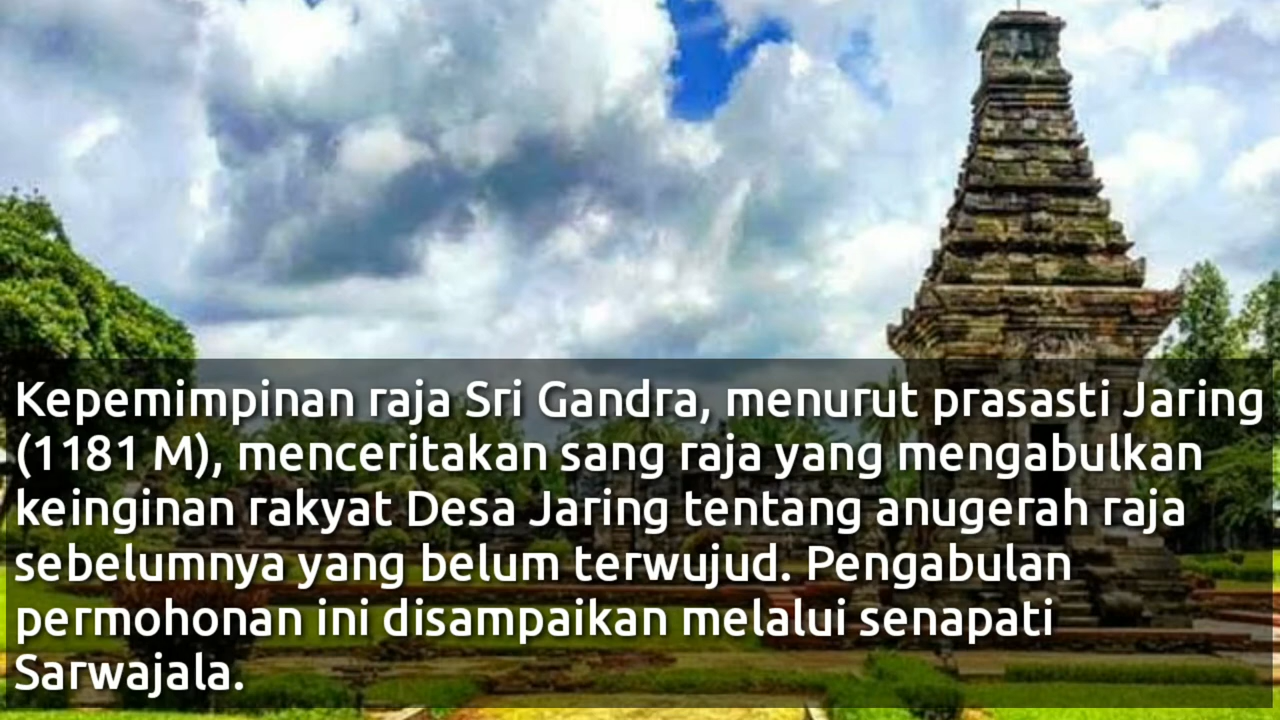 Kepemimpinan raja Sri Gandra, menurut prasasti Jaring
(1181 M), menceritakan sang raja yang mengabulkan
keinginan rakyat Desa Jaring tentang anugerah raja
sebelumnya yang belum terwujud. Pengabulan
permohonan ini disampaikan melalui senapati
Sarwajala.